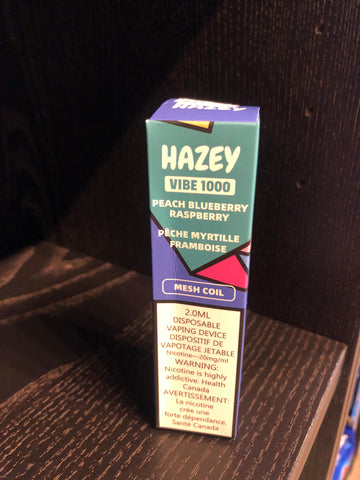 HAZEY
HAZEY
VIBE 1000
PEACH BLUEBERRY
RASPBERRY
PÊCHE MYRTILLE
FRAMBOISE
MESH COIL
2.0ML
DISPOSABLE
VAPING DEVICE
DISPOSITIF DE
VAPOTAGE JETABLE
Nicotine—20mg/ml
WARNING:
Nicotine is highly
addictive. Health
Canada
AVERTISSEMENT:
La nicotine
crée une
forte dépendance.
Santé Canada